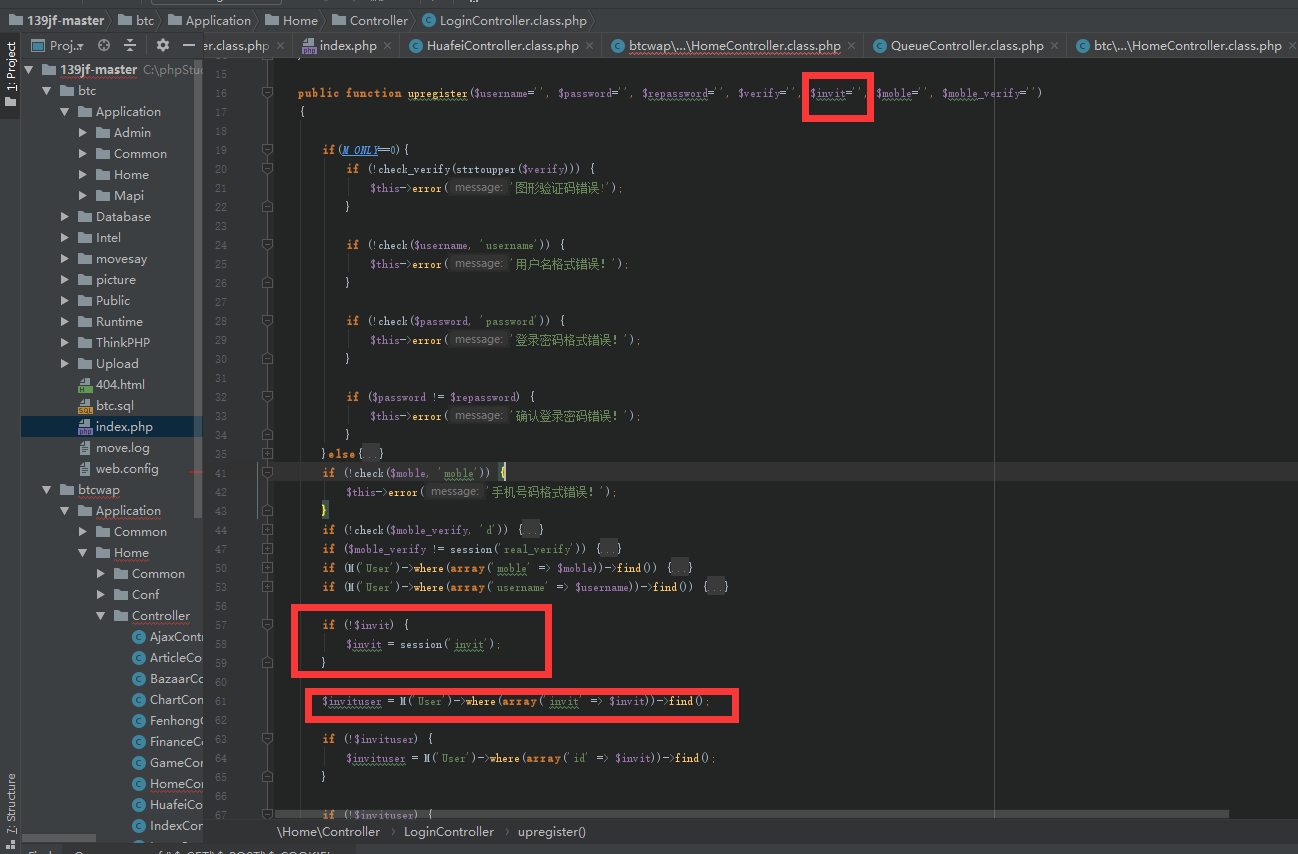 139jf-master btc Application Home Controller LoginController.class.php
Proj... er.class.php index.php HuafeiController.class.php btcwap\...\HomeController.class.php QueueController.class.php btc\...\HomeController.class.php
1: Project
7: Structure
139jf-master C:\phpStu
btc
Application
Admin
Common
Home
Mapi
Database
Intel
movesay
picture
Public
Runtime
ThinkPHP
Upload
404.html
btc.sql
index.php
move.log
web.config
btcwap
Application
Common
Home
Common
Conf
Controller
AjaxContr
ArticleCo
BazaarCo
ChartCon
FenhongC
FinanceCo
GameCon
HomeCon
HuafeiCo
IndexCon
15
16 public function upregister($username='', $password='', $repassword='', $verify='', $invit='', $moble='', $moble_verify='')
17 {
18
19 if(M_ONLY==0){
20 if (!check_verify(strtoupper($verify))) {
21 $this->error( message: '图形验证码错误!');
22 }
23
24 if (!check($username, 'username')) {
25 $this->error( message: '用户名格式错误！');
26 }
27
28 if (!check($password, 'password')) {
29 $this->error( message: '登录密码格式错误！');
30 }
31
32 if ($password != $repassword) {
33 $this->error( message: '确认登录密码错误！');
34 }
35 }else{...}
41 if (!check($moble, 'moble')) {
42 $this->error( message: '手机号码格式错误！');
43 }
44 if (!check($moble_verify, 'd')) {...}
47 if ($moble_verify != session('real_verify')) {...}
50 if (M('User')->where(array('moble' => $moble))->find()) {...}
53 if (M('User')->where(array('username' => $username))->find()) {...}
56
57 if (!$invit) {
58 $invit = session('invit');
59 }
60
61 $invituser = M('User')->where(array('invit' => $invit))->find();
62
63 if (!$invituser) {
64 $invituser = M('User')->where(array('id' => $invit))->find();
65 }
66
67 if (!$invituser) {
\Home\Controller LoginController upregister()